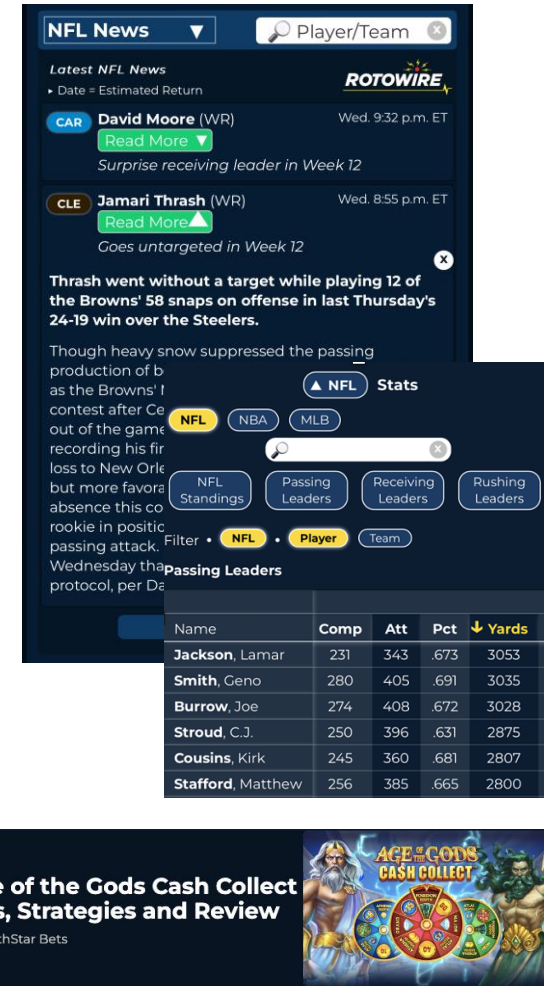 NFL News ▼
Player/Team x
Latest NFL News
▸ Date = Estimated Return
ROTOWIRE
CAR David Moore (WR) Wed. 9:32 p.m. ET
Read More ▼
Surprise receiving leader in Week 12
CLE Jamari Thrash (WR) Wed. 8:55 p.m. ET
Read More ▲
Goes untargeted in Week 12
x
Thrash went without a target while playing 12 of
the Browns' 58 snaps on offense in last Thursday's
24-19 win over the Steelers.
Though heavy snow suppressed the passing
production of
as the Browns'
contest after
out of the game
recording his
loss to New
but more
absence this
rookie in
passing attack.
Wednesday
protocol, per
▲ NFL Stats
NFL NBA MLB
x
NFL Standings
Passing Leaders
Receiving Leaders
Rushing Leaders
Filter • NFL • Player Team
Passing Leaders
Name Comp Att Pct ↓ Yards
Jackson, Lamar 231 343 .673 3053
Smith, Geno 280 405 .691 3035
Burrow, Joe 274 408 .672 3028
Stroud, C.J. 250 396 .631 2875
Cousins, Kirk 245 360 .681 2807
Stafford, Matthew 256 385 .665 2800
of the Gods Cash Collect
Strategies and Review
Bets
AGE OF THE GODS
CASH COLLECT